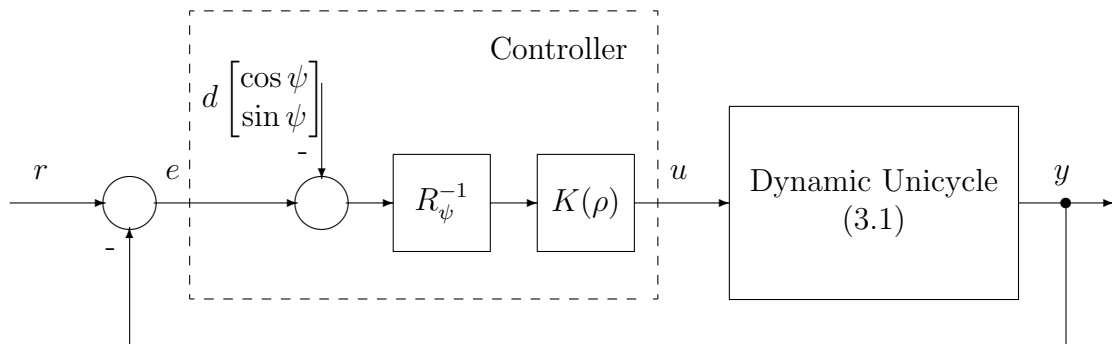 Controller
d [cos ψ
sin ψ]
-
r
e
R_ψ^{-1}
K(ρ)
u
Dynamic Unicycle
(3.1)
y
-